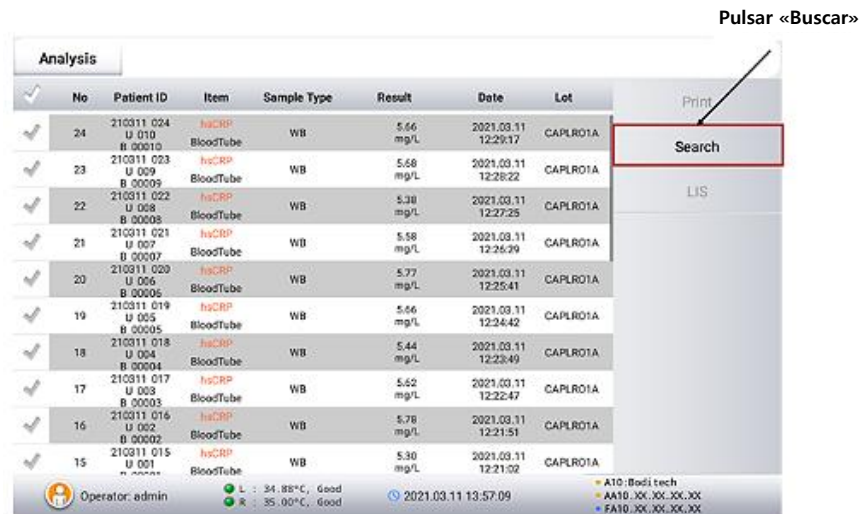 Pulsar «Buscar»
Analysis
No Patient ID Item Sample Type Result Date Lot
Print
Search
LIS
24 210311 024 U 010 B 00010 hsCRP BloodTube WB 5.66 mg/L 2021.03.11 12:29:17 CAPLRO1A
23 210311 023 U 009 B 00009 hsCRP BloodTube WB 5.68 mg/L 2021.03.11 12:28:22 CAPLRO1A
22 210311 022 U 008 B 00008 hsCRP BloodTube WB 5.38 mg/L 2021.03.11 12:27:25 CAPLRO1A
21 210311 021 U 007 B 00007 hsCRP BloodTube WB 5.58 mg/L 2021.03.11 12:26:29 CAPLRO1A
20 210311 020 U 006 B 00006 hsCRP BloodTube WB 5.77 mg/L 2021.03.11 12:25:41 CAPLRO1A
19 210311 019 U 005 B 00005 hsCRP BloodTube WB 5.66 mg/L 2021.03.11 12:24:42 CAPLRO1A
18 210311 018 U 004 B 00004 hsCRP BloodTube WB 5.44 mg/L 2021.03.11 12:23:49 CAPLRO1A
17 210311 017 U 003 B 00003 hsCRP BloodTube WB 5.62 mg/L 2021.03.11 12:22:47 CAPLRO1A
16 210311 016 U 002 B 00002 hsCRP BloodTube WB 5.78 mg/L 2021.03.11 12:21:51 CAPLRO1A
15 210311 015 U 001 hsCRP BloodTube WB 5.30 mg/L 2021.03.11 12:21:02 CAPLRO1A
Operator: admin
L : 34.88°C, Good
R : 35.00°C, Good
2021.03.11 13:57:09
A10:Boditech
AA10.XX.XX.XX.XX
FA10.XX.XX.XX.XX